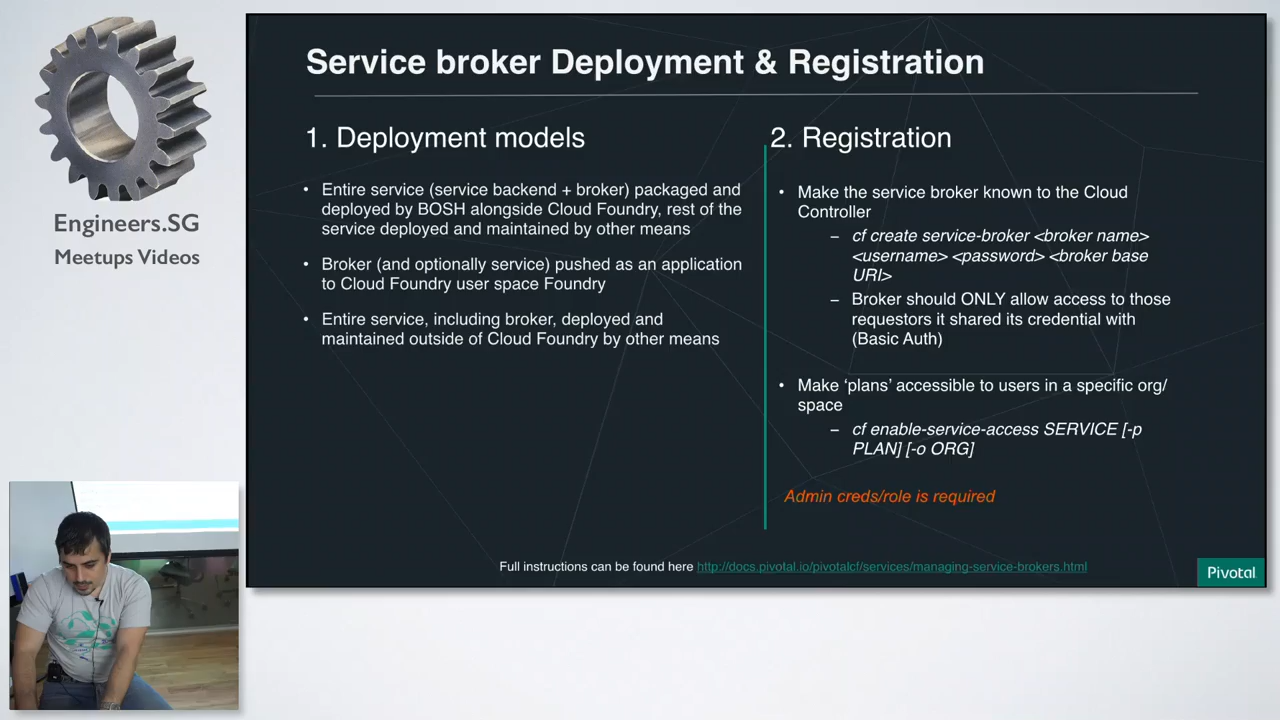 Engineers.SG
Meetups Videos
Service broker Deployment & Registration
1. Deployment models
• Entire service (service backend + broker) packaged and
deployed by BOSH alongside Cloud Foundry, rest of the
service deployed and maintained by other means
• Broker (and optionally service) pushed as an application
to Cloud Foundry user space Foundry
• Entire service, including broker, deployed and
maintained outside of Cloud Foundry by other means
2. Registration
• Make the service broker known to the Cloud
Controller
– cf create service-broker <broker name>
<username> <password> <broker base
URI>
– Broker should ONLY allow access to those
requestors it shared its credential with
(Basic Auth)
• Make ‘plans’ accessible to users in a specific org/
space
– cf enable-service-access SERVICE [-p
PLAN] [-o ORG]
Admin creds/role is required
Full instructions can be found here http://docs.pivotal.io/pivotalcf/services/managing-service-brokers.html
Pivotal